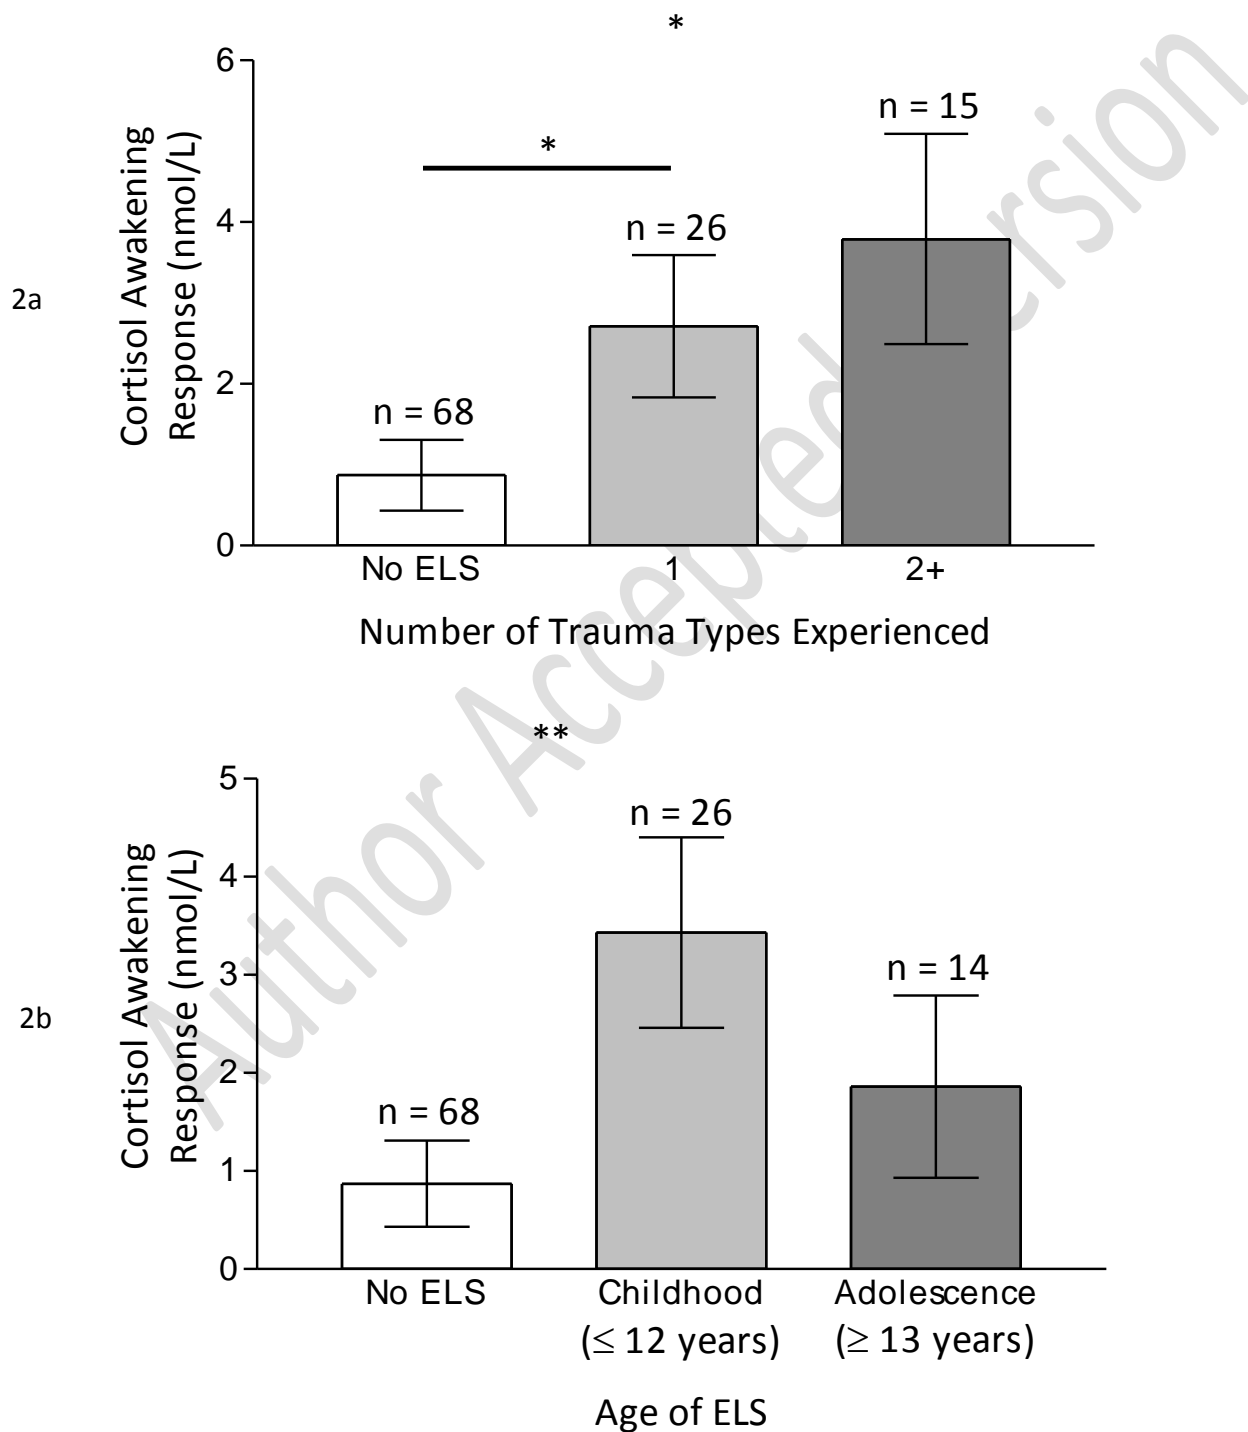 *
6
n = 15
*
4
n = 26
Cortisol Awakening
Response (nmol/L)
2a
2
n = 68
0
No ELS 1 2+
Number of Trauma Types Experienced
**
5
n = 26
4
Cortisol Awakening
Response (nmol/L)
3
n = 14
2b
2
n = 68
1
0
No ELS Childhood Adolescence
(≤ 12 years) (≥ 13 years)
Age of ELS
Author Accepted Version